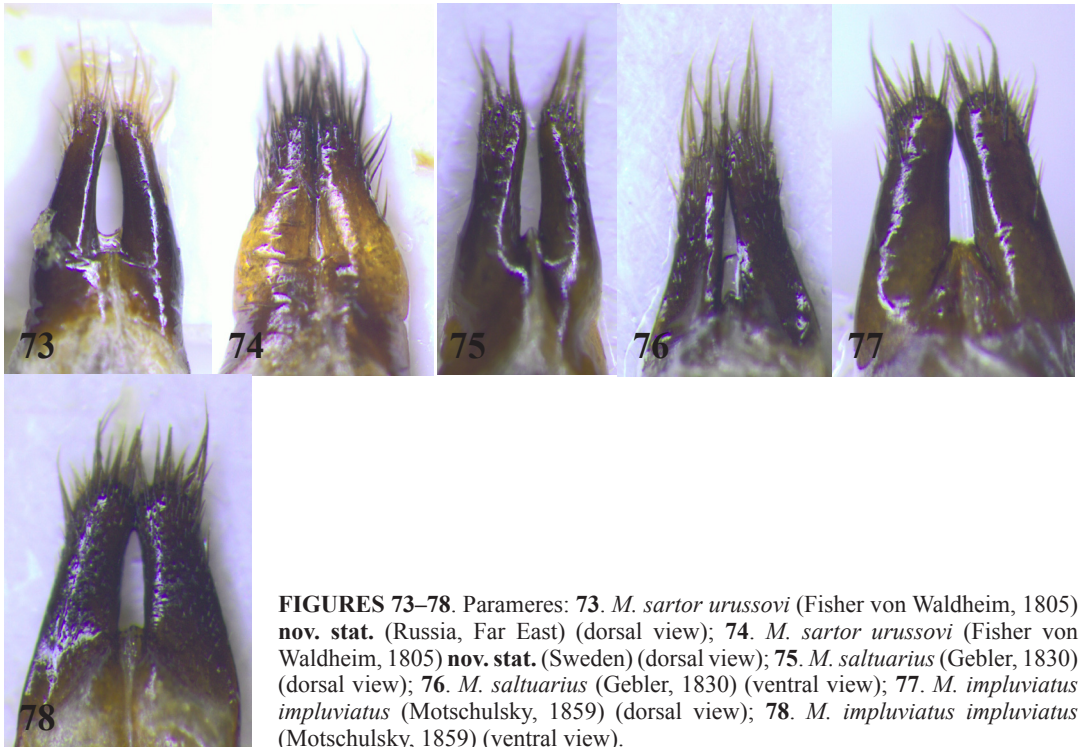 73
74
75
76
77
78
FIGURES 73–78. Parameres: 73. M. sartor urussovi (Fisher von Waldheim, 1805)
nov. stat. (Russia, Far East) (dorsal view); 74. M. sartor urussovi (Fisher von
Waldheim, 1805) nov. stat. (Sweden) (dorsal view); 75. M. saltuarius (Gebler, 1830)
(dorsal view); 76. M. saltuarius (Gebler, 1830) (ventral view); 77. M. impluviatus
impluviatus (Motschulsky, 1859) (dorsal view); 78. M. impluviatus impluviatus
(Motschulsky, 1859) (ventral view).